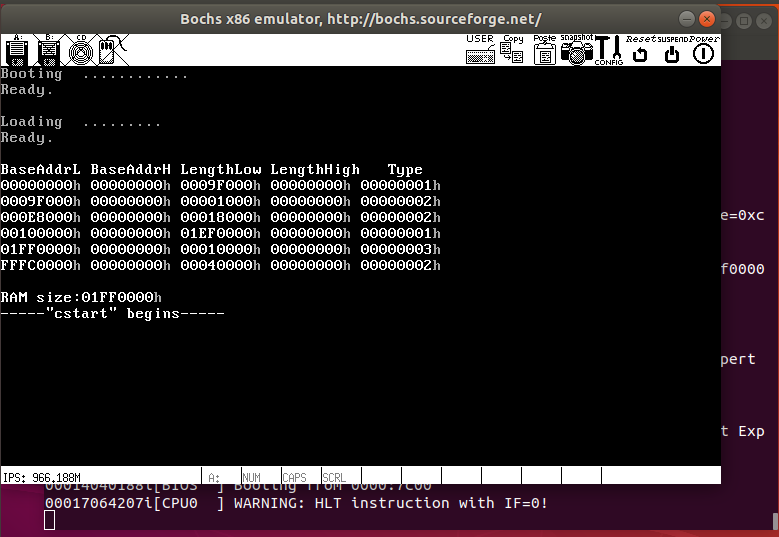 Bochs x86 emulator, http://bochs.sourceforge.net/
A: B: CD USER Copy Paste snapshot CONFIG Reset SUSPEND Power
Booting ............
Ready.
Loading .........
Ready.
BaseAddrL BaseAddrH LengthLow LengthHigh Type
00000000h 00000000h 0009F000h 00000000h 00000001h
0009F000h 00000000h 00001000h 00000000h 00000002h
000E8000h 00000000h 00018000h 00000000h 00000002h
00100000h 00000000h 01EF0000h 00000000h 00000001h
01FF0000h 00000000h 00010000h 00000000h 00000003h
FFFC0000h 00000000h 00040000h 00000000h 00000002h
RAM size:01FF0000h
-----"cstart" begins-----
e=0xc
f0000
pert
t Exp
IPS: 966.188M A: NUM CAPS SCRL
00014040188i[BIOS ] Booting from 0000:7c00
00017064207i[CPU0 ] WARNING: HLT instruction with IF=0!